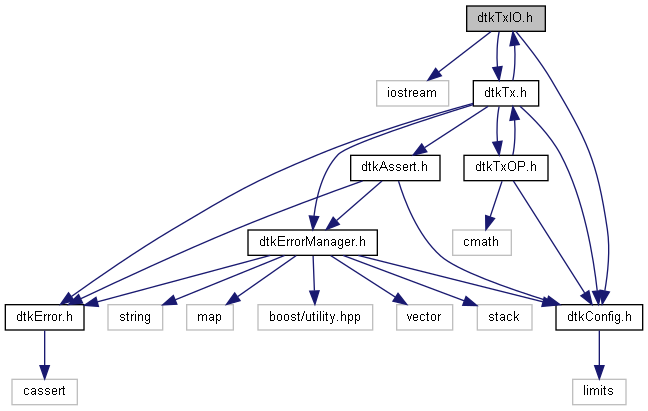 dtkTxIO.h
iostream
dtkTx.h
dtkAssert.h
dtkTxOP.h
dtkErrorManager.h
cmath
dtkError.h
string
map
boost/utility.hpp
vector
stack
dtkConfig.h
cassert
limits